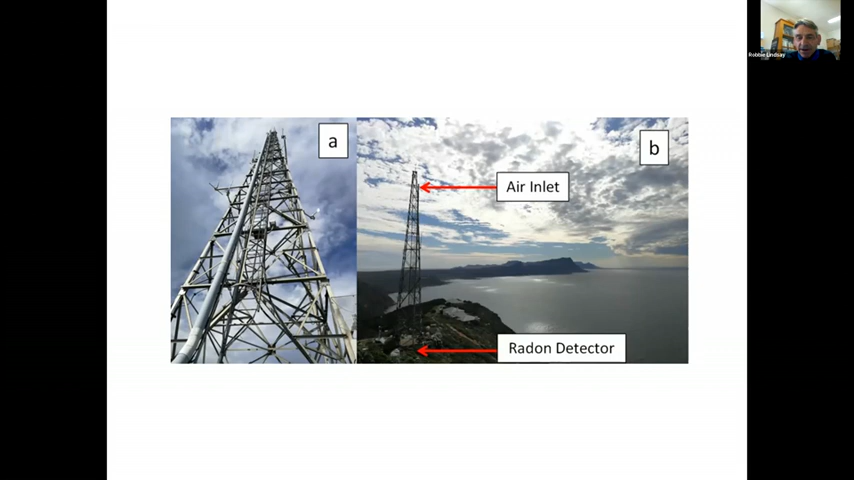 Robbie Lindsay
a
b
Air Inlet
Radon Detector